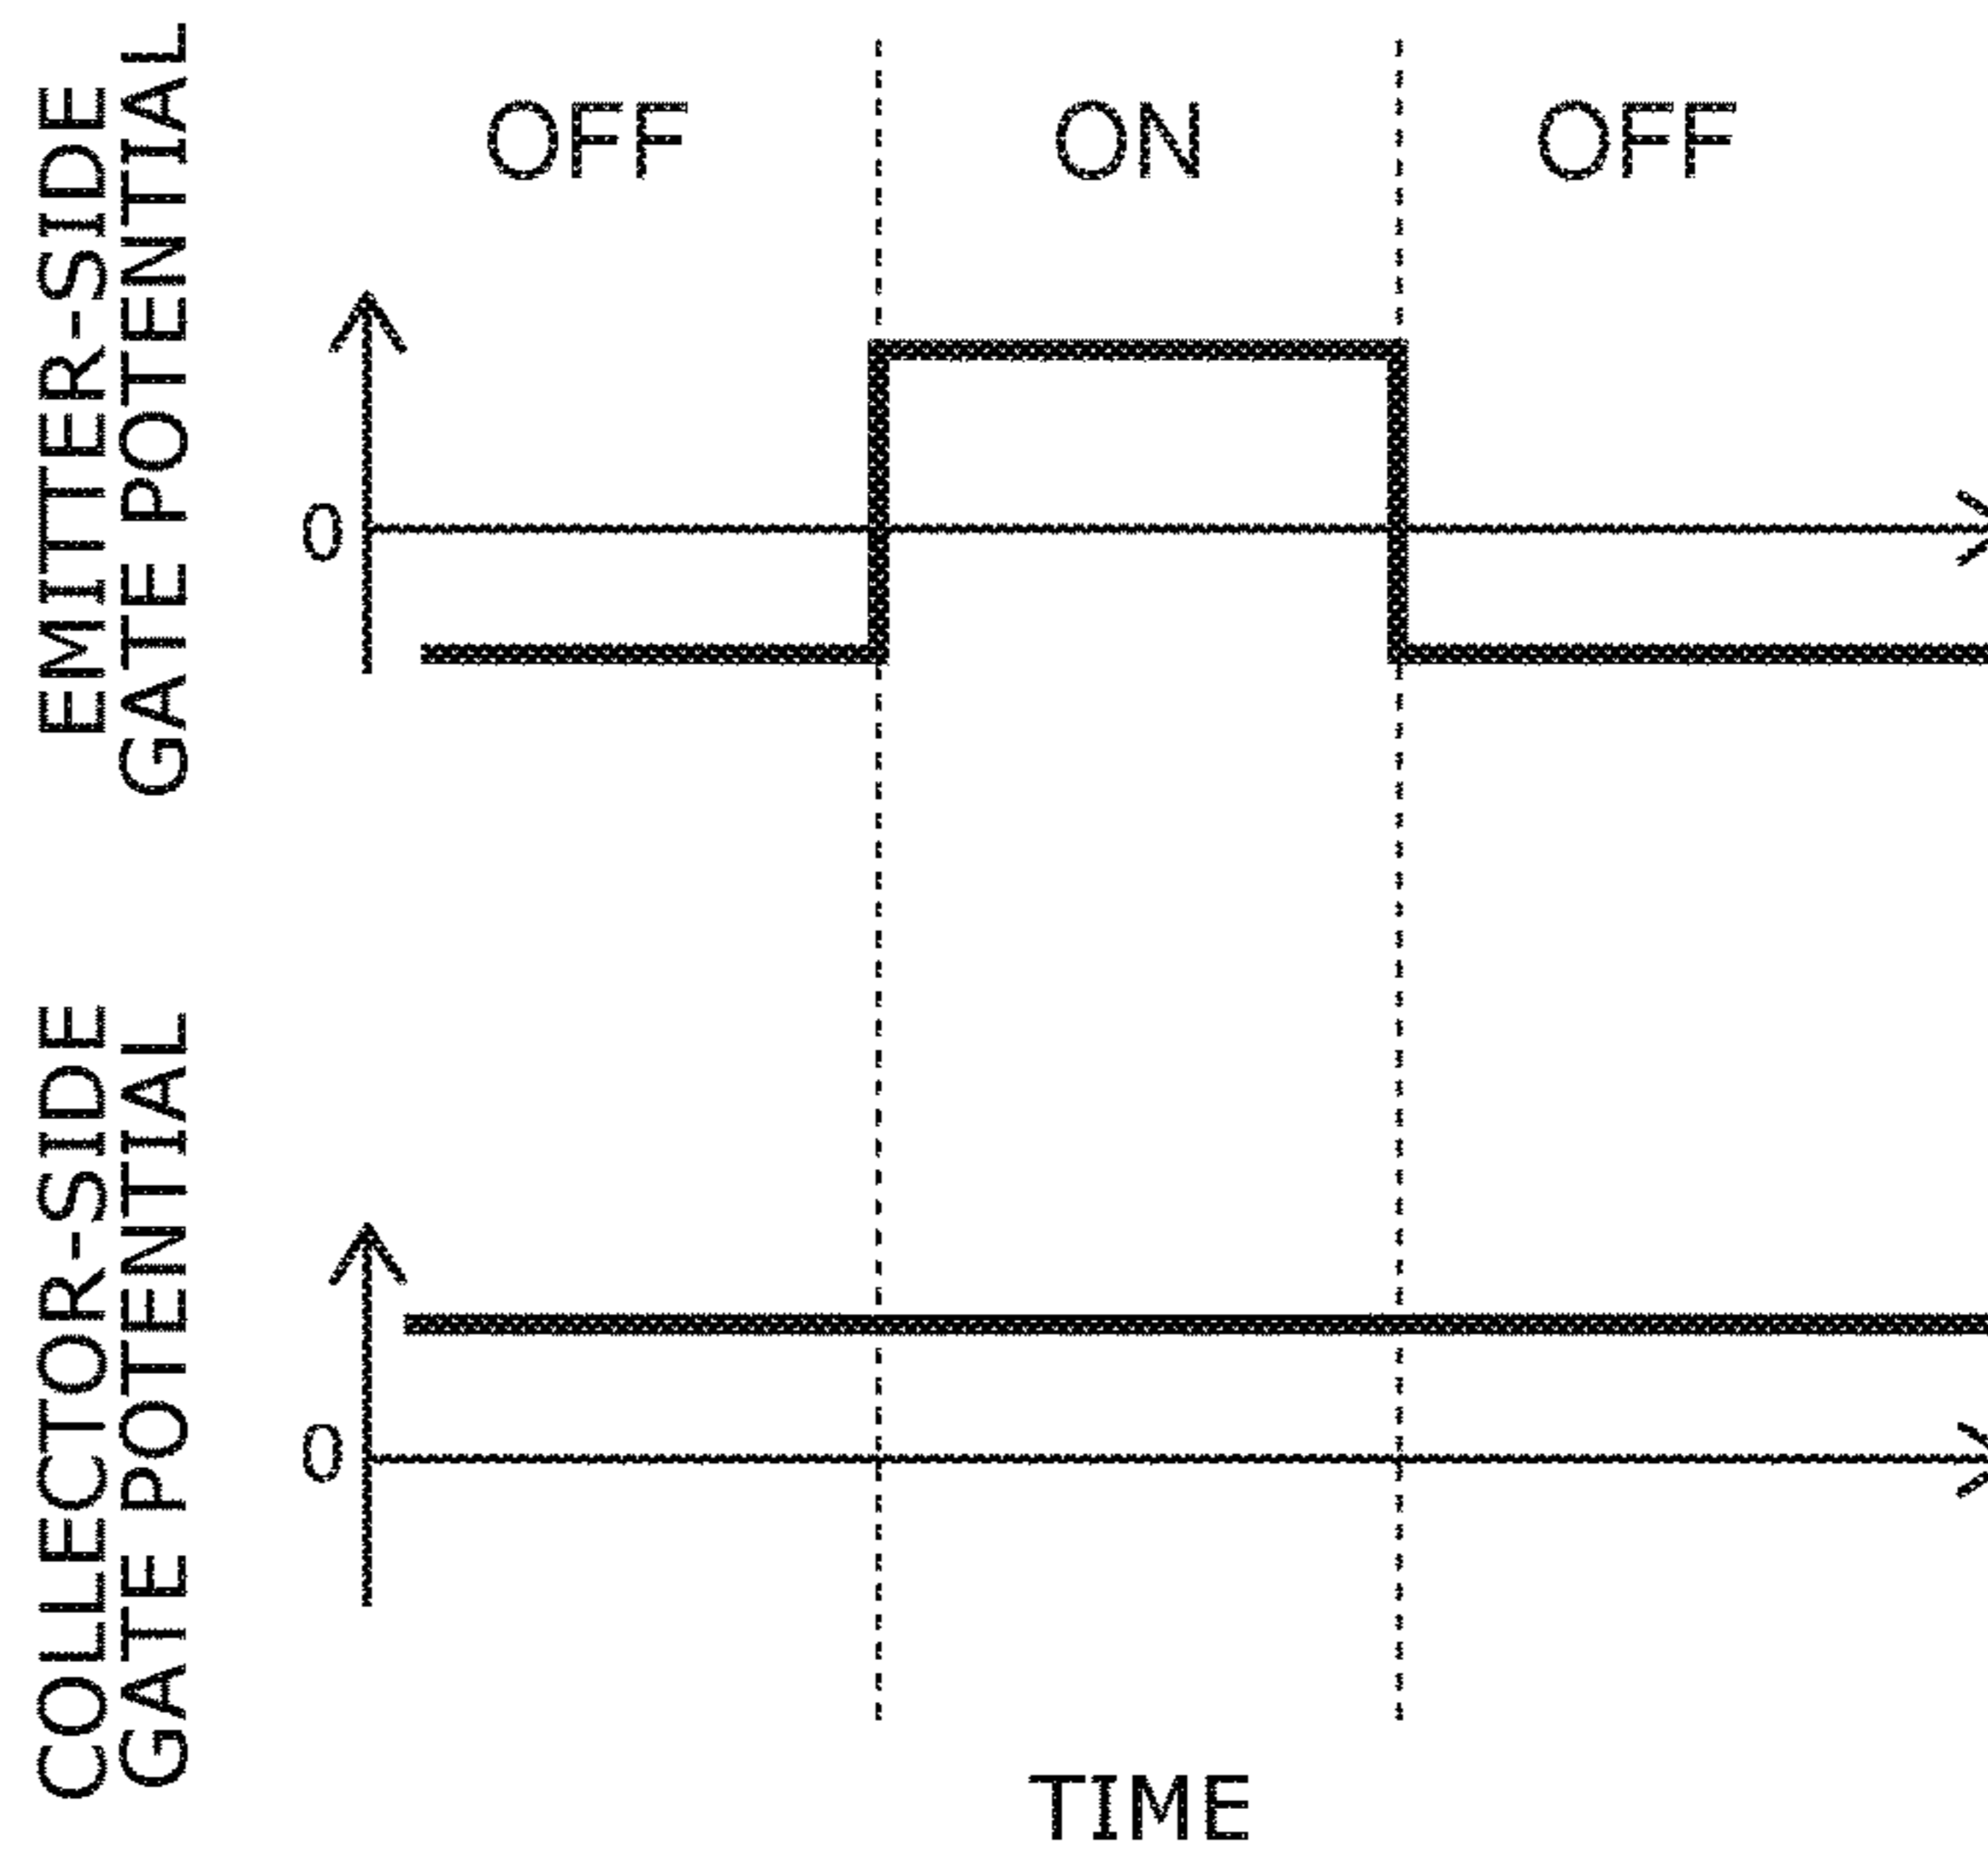 EMITTER-SIDE
GATE POTENTIAL
OFF
ON
OFF
0
COLLECTOR-SIDE
GATE POTENTIAL
0
TIME